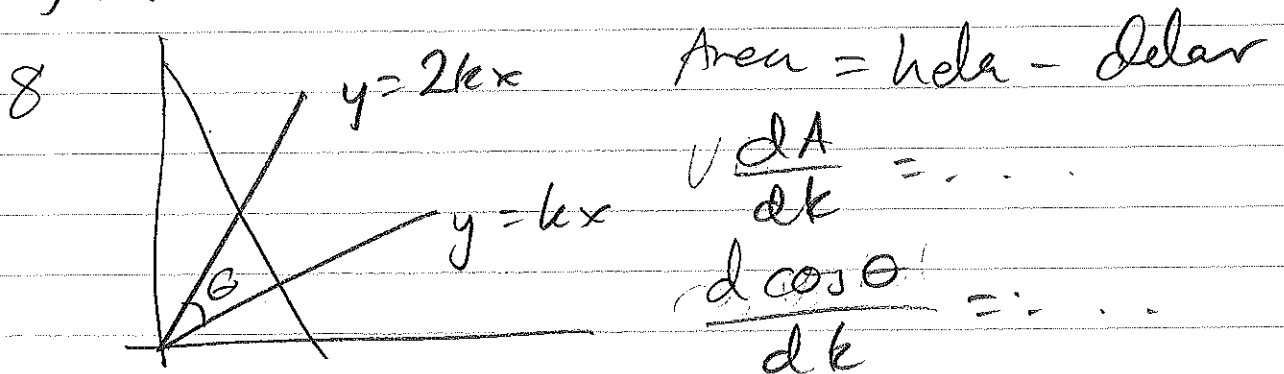 8
y = 2kx
Area = hela - delar
dA/dk = . . .
y = kx
θ
d cos θ/dk = . . .